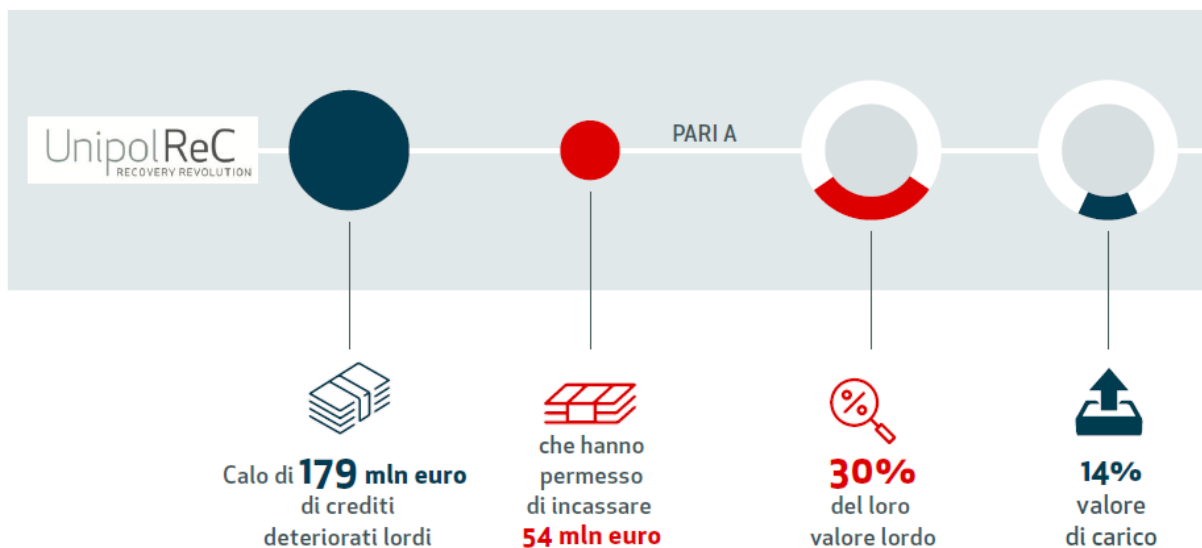 UnipolReC
RECOVERY REVOLUTION
PARI A
Calo di 179 mln euro
di crediti
deteriorati lordi
che hanno
permesso
di incassare
54 mln euro
%
30%
del loro
valore lordo
14%
valore
di carico